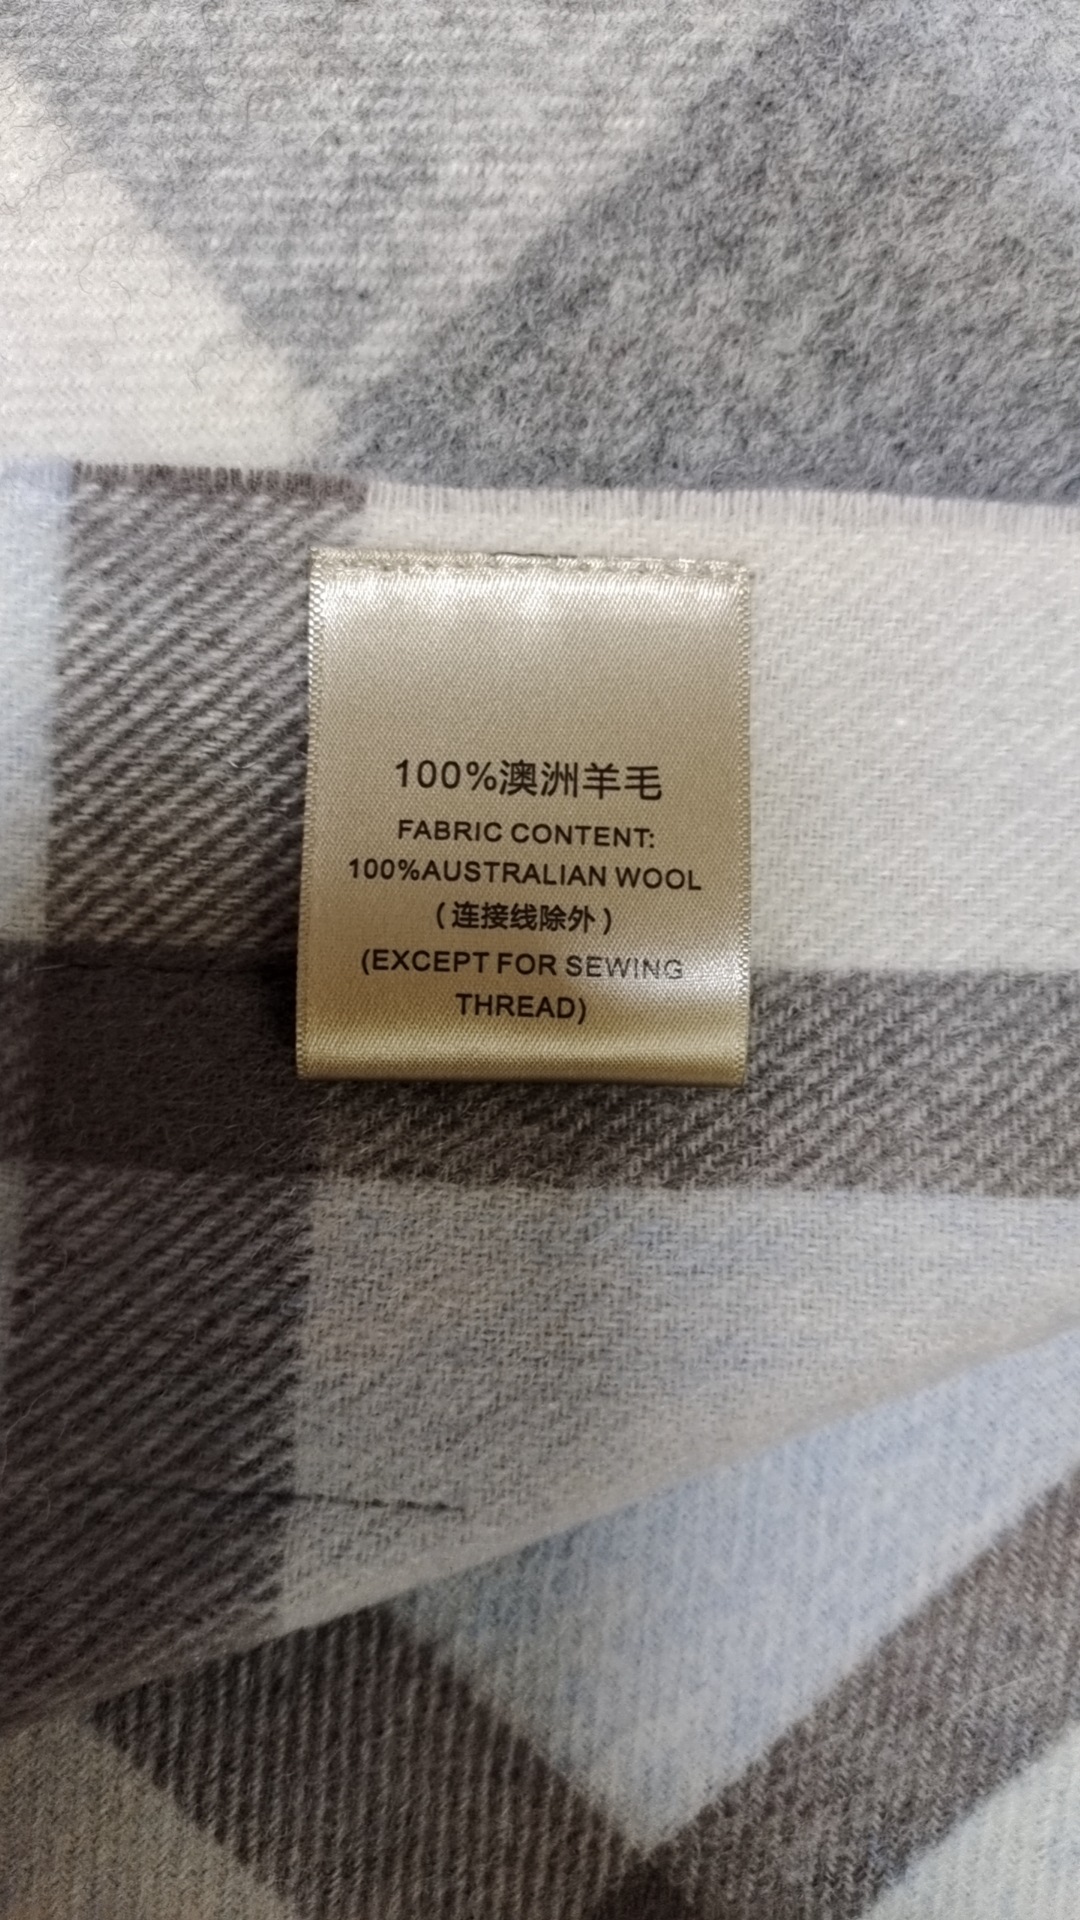 100%澳洲羊毛
FABRIC CONTENT:
100%AUSTRALIAN WOOL
(连接线除外)
(EXCEPT FOR SEWING
THREAD)